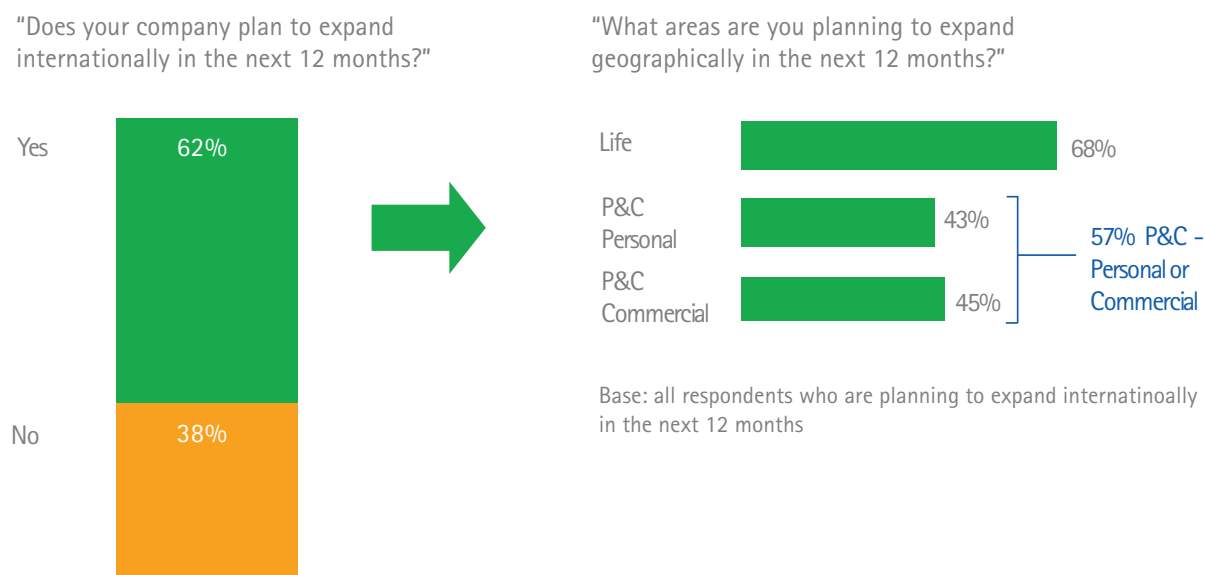 "Does your company plan to expand
internationally in the next 12 months?"
Yes
62%
No
38%
"What areas are you planning to expand
geographically in the next 12 months?"
Life
68%
P&C
Personal
43%
P&C
Commercial
45%
57% P&C -
Personal or
Commercial
Base: all respondents who are planning to expand internatinoally
in the next 12 months